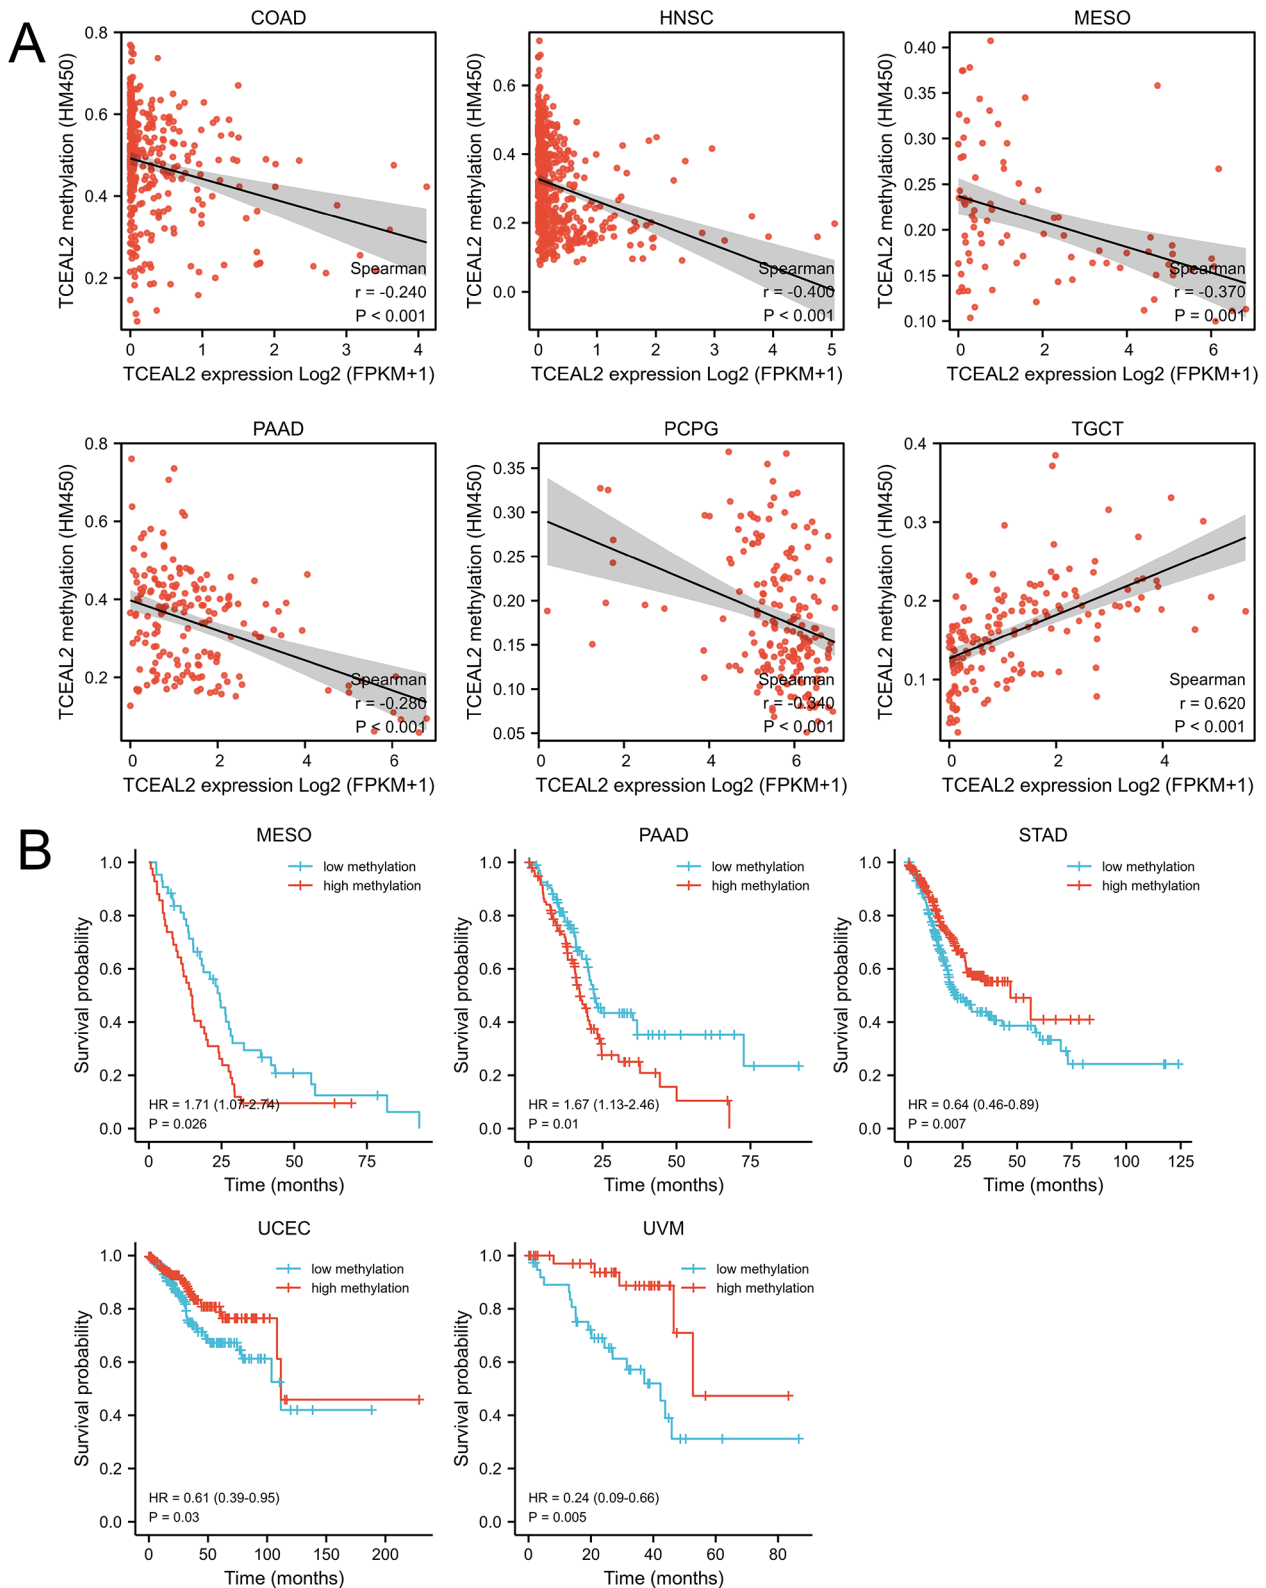 A
COAD
TCEAL2 methylation (HM450)
0.8
0.6
0.4
0.2
0 1 2 3 4
TCEAL2 expression Log2 (FPKM+1)
Spearman
r = -0.240
P < 0.001
HNSC
TCEAL2 methylation (HM450)
0.6
0.4
0.2
0.0
0 1 2 3 4 5
TCEAL2 expression Log2 (FPKM+1)
Spearman
r = -0.400
P < 0.001
MESO
TCEAL2 methylation (HM450)
0.40
0.35
0.30
0.25
0.20
0.15
0.10
0 2 4 6
TCEAL2 expression Log2 (FPKM+1)
Spearman
r = -0.370
P = 0.001
PAAD
TCEAL2 methylation (HM450)
0.8
0.6
0.4
0.2
0 2 4 6
TCEAL2 expression Log2 (FPKM+1)
Spearman
r = -0.280
P < 0.001
PCPG
TCEAL2 methylation (HM450)
0.35
0.30
0.25
0.20
0.15
0.10
0.05
0 2 4 6
TCEAL2 expression Log2 (FPKM+1)
Spearman
r = -0.340
P < 0.001
TGCT
TCEAL2 methylation (HM450)
0.4
0.3
0.2
0.1
0 2 4
TCEAL2 expression Log2 (FPKM+1)
Spearman
r = 0.620
P < 0.001
B
MESO
low methylation
high methylation
Survival probability
1.0
0.8
0.6
0.4
0.2
0.0
HR = 1.71 (1.07-2.74)
P = 0.026
0 25 50 75
Time (months)
PAAD
low methylation
high methylation
Survival probability
1.0
0.8
0.6
0.4
0.2
0.0
HR = 1.67 (1.13-2.46)
P = 0.01
0 25 50 75
Time (months)
STAD
low methylation
high methylation
Survival probability
1.0
0.8
0.6
0.4
0.2
0.0
HR = 0.64 (0.46-0.89)
P = 0.007
0 25 50 75 100 125
Time (months)
UCEC
low methylation
high methylation
Survival probability
1.0
0.8
0.6
0.4
0.2
0.0
HR = 0.61 (0.39-0.95)
P = 0.03
0 50 100 150 200
Time (months)
UVM
low methylation
high methylation
Survival probability
1.0
0.8
0.6
0.4
0.2
0.0
HR = 0.24 (0.09-0.66)
P = 0.005
0 20 40 60 80
Time (months)